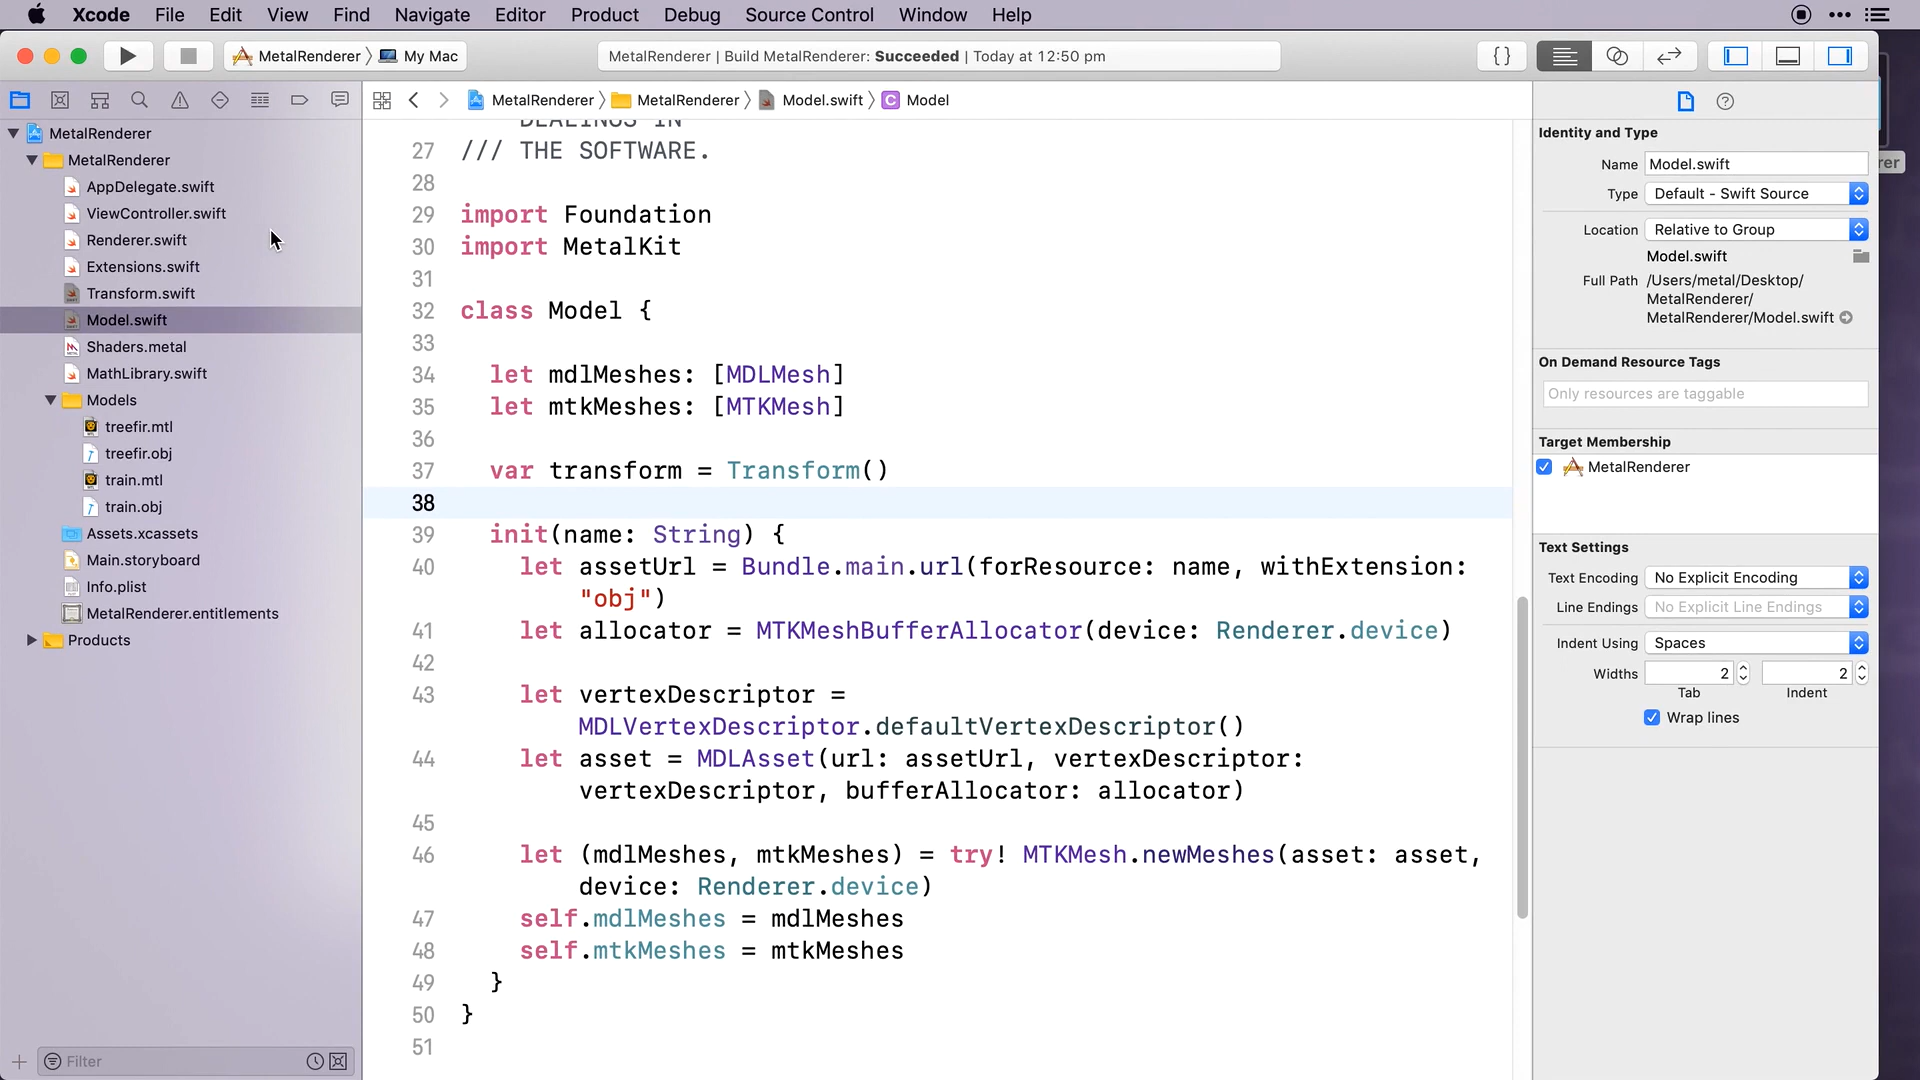 Xcode File Edit View Find Navigate Editor Product Debug Source Control Window Help
MetalRenderer My Mac
MetalRenderer | Build MetalRenderer: Succeeded | Today at 12:50 pm
{}
MetalRenderer MetalRenderer Model.swift C Model
MetalRenderer
MetalRenderer
AppDelegate.swift
ViewController.swift
Renderer.swift
Extensions.swift
Transform.swift
Model.swift
Shaders.metal
MathLibrary.swift
Models
treefir.mtl
treefir.obj
train.mtl
train.obj
Assets.xcassets
Main.storyboard
Info.plist
MetalRenderer.entitlements
Products
Filter
DEALINGS IN
27 /// THE SOFTWARE.
28
29 import Foundation
30 import MetalKit
31
32 class Model {
33
34 let mdlMeshes: [MDLMesh]
35 let mtkMeshes: [MTKMesh]
36
37 var transform = Transform()
38
39 init(name: String) {
40 let assetUrl = Bundle.main.url(forResource: name, withExtension:
"obj")
41 let allocator = MTKMeshBufferAllocator(device: Renderer.device)
42
43 let vertexDescriptor =
MDLVertexDescriptor.defaultVertexDescriptor()
44 let asset = MDLAsset(url: assetUrl, vertexDescriptor:
vertexDescriptor, bufferAllocator: allocator)
45
46 let (mdlMeshes, mtkMeshes) = try! MTKMesh.newMeshes(asset: asset,
device: Renderer.device)
47 self.mdlMeshes = mdlMeshes
48 self.mtkMeshes = mtkMeshes
49 }
50 }
51
Identity and Type
Name Model.swift
Type Default - Swift Source
Location Relative to Group
Model.swift
Full Path /Users/metal/Desktop/
MetalRenderer/
MetalRenderer/Model.swift
On Demand Resource Tags
Only resources are taggable
Target Membership
MetalRenderer
Text Settings
Text Encoding No Explicit Encoding
Line Endings No Explicit Line Endings
Indent Using Spaces
Widths 2 2
Tab Indent
Wrap lines
rer